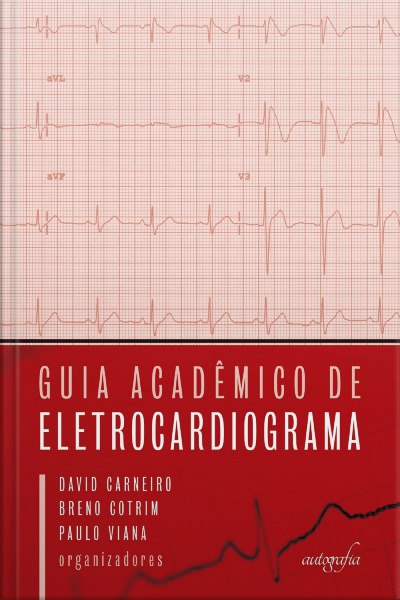 aVL
V2
aVF
V3
GUIA ACADÊMICO DE
ELETROCARDIOGRAMA
DAVID CARNEIRO
BRENO COTRIM
PAULO VIANA
organizadores
autografia